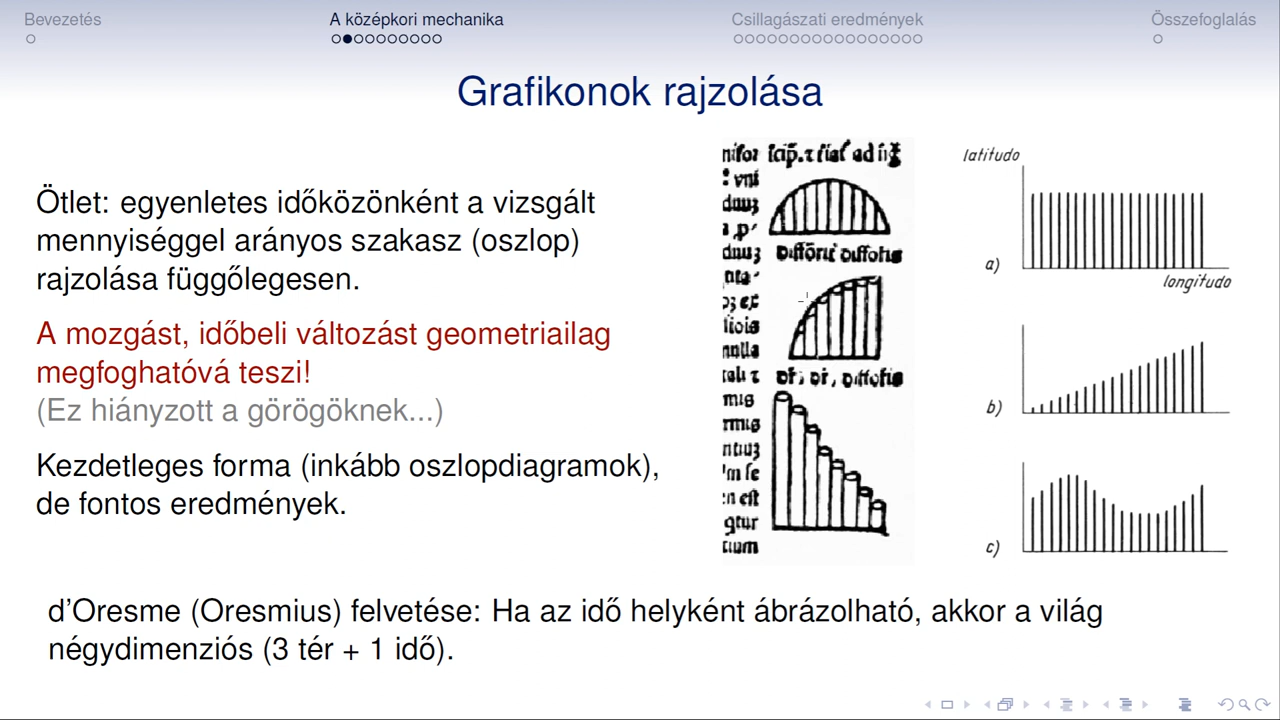 Bevezetés
A középkori mechanika
Csillagászati eredmények
Összefoglalás
Grafikonok rajzolása
Ötlet: egyenletes időközönként a vizsgált
mennyiséggel arányos szakasz (oszlop)
rajzolása függőlegesen.
A mozgást, időbeli változást geometriailag
megfoghatóvá teszi!
(Ez hiányzott a görögöknek...)
Kezdetleges forma (inkább oszlopdiagramok),
de fontos eredmények.
latitudo
a)
longitudo
b)
c)
d'Oresme (Oresmius) felvetése: Ha az idő helyként ábrázolható, akkor a világ
négydimenziós (3 tér + 1 idő).